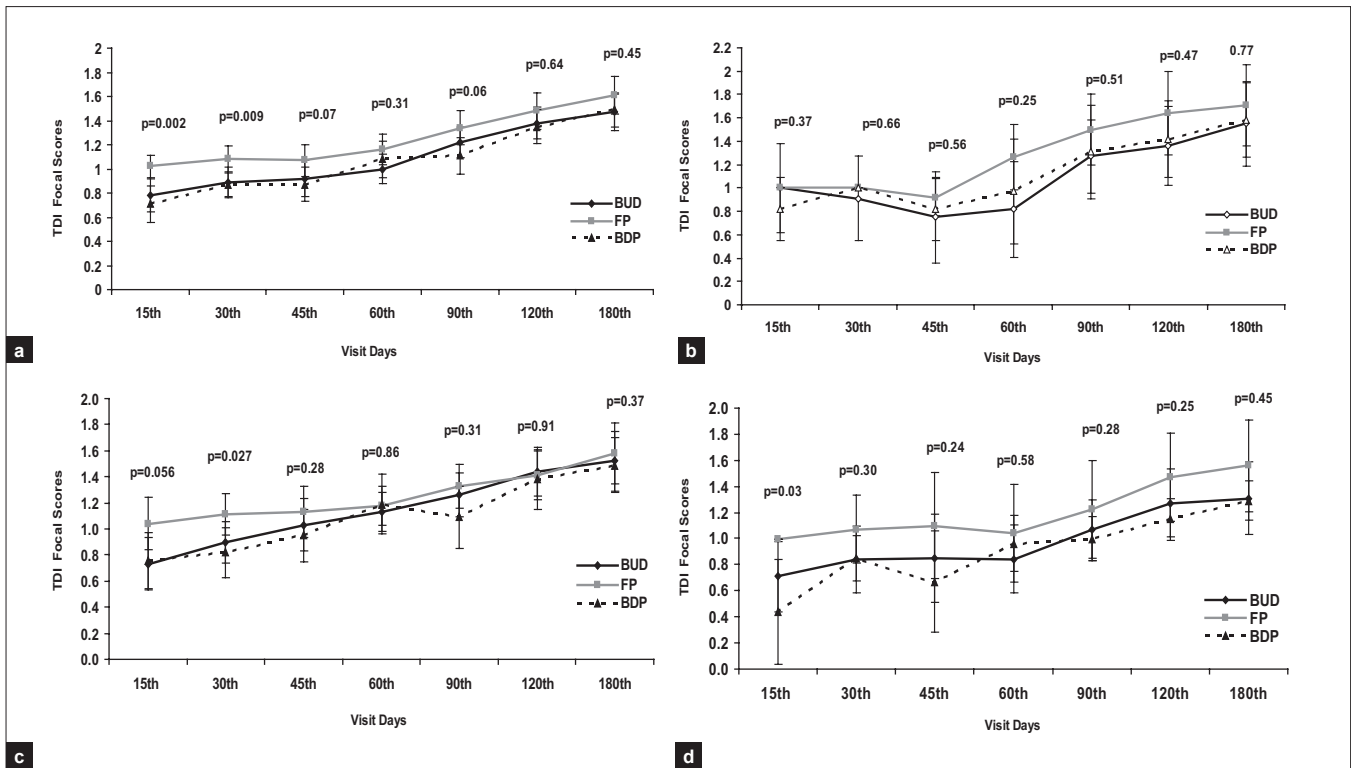 2
1.8
1.6
1.4
1.2
1
0.8
0.6
0.4
0.2
0
TDI Focal Scores
p=0.002
p=0.009
p=0.07
p=0.31
p=0.06
p=0.64
p=0.45
BUD
FP
BDP
15th 30th 45th 60th 90th 120th 180th
Visit Days
a
2.2
2
1.8
1.6
1.4
1.2
1
0.8
0.6
0.4
0.2
0
TDI Focal Scores
p=0.37
p=0.66
p=0.56
p=0.25
p=0.51
p=0.47
0.77
BUD
FP
BDP
15th 30th 45th 60th 90th 120th 180th
Visit Days
b
2.0
1.8
1.6
1.4
1.2
1.0
0.8
0.6
0.4
0.2
0.0
TDI Focal Scores
p=0.056
p=0.027
p=0.28
p=0.86
p=0.31
p=0.91
p=0.37
BUD
FP
BDP
15th 30th 45th 60th 90th 120th 180th
Visit Days
c
2.0
1.8
1.6
1.4
1.2
1.0
0.8
0.6
0.4
0.2
0.0
TDI Focal Scores
p=0.03
p=0.30
p=0.24
p=0.58
p=0.28
p=0.25
p=0.45
BUD
FP
BDP
15th 30th 45th 60th 90th 120th 180th
Visit Days
d